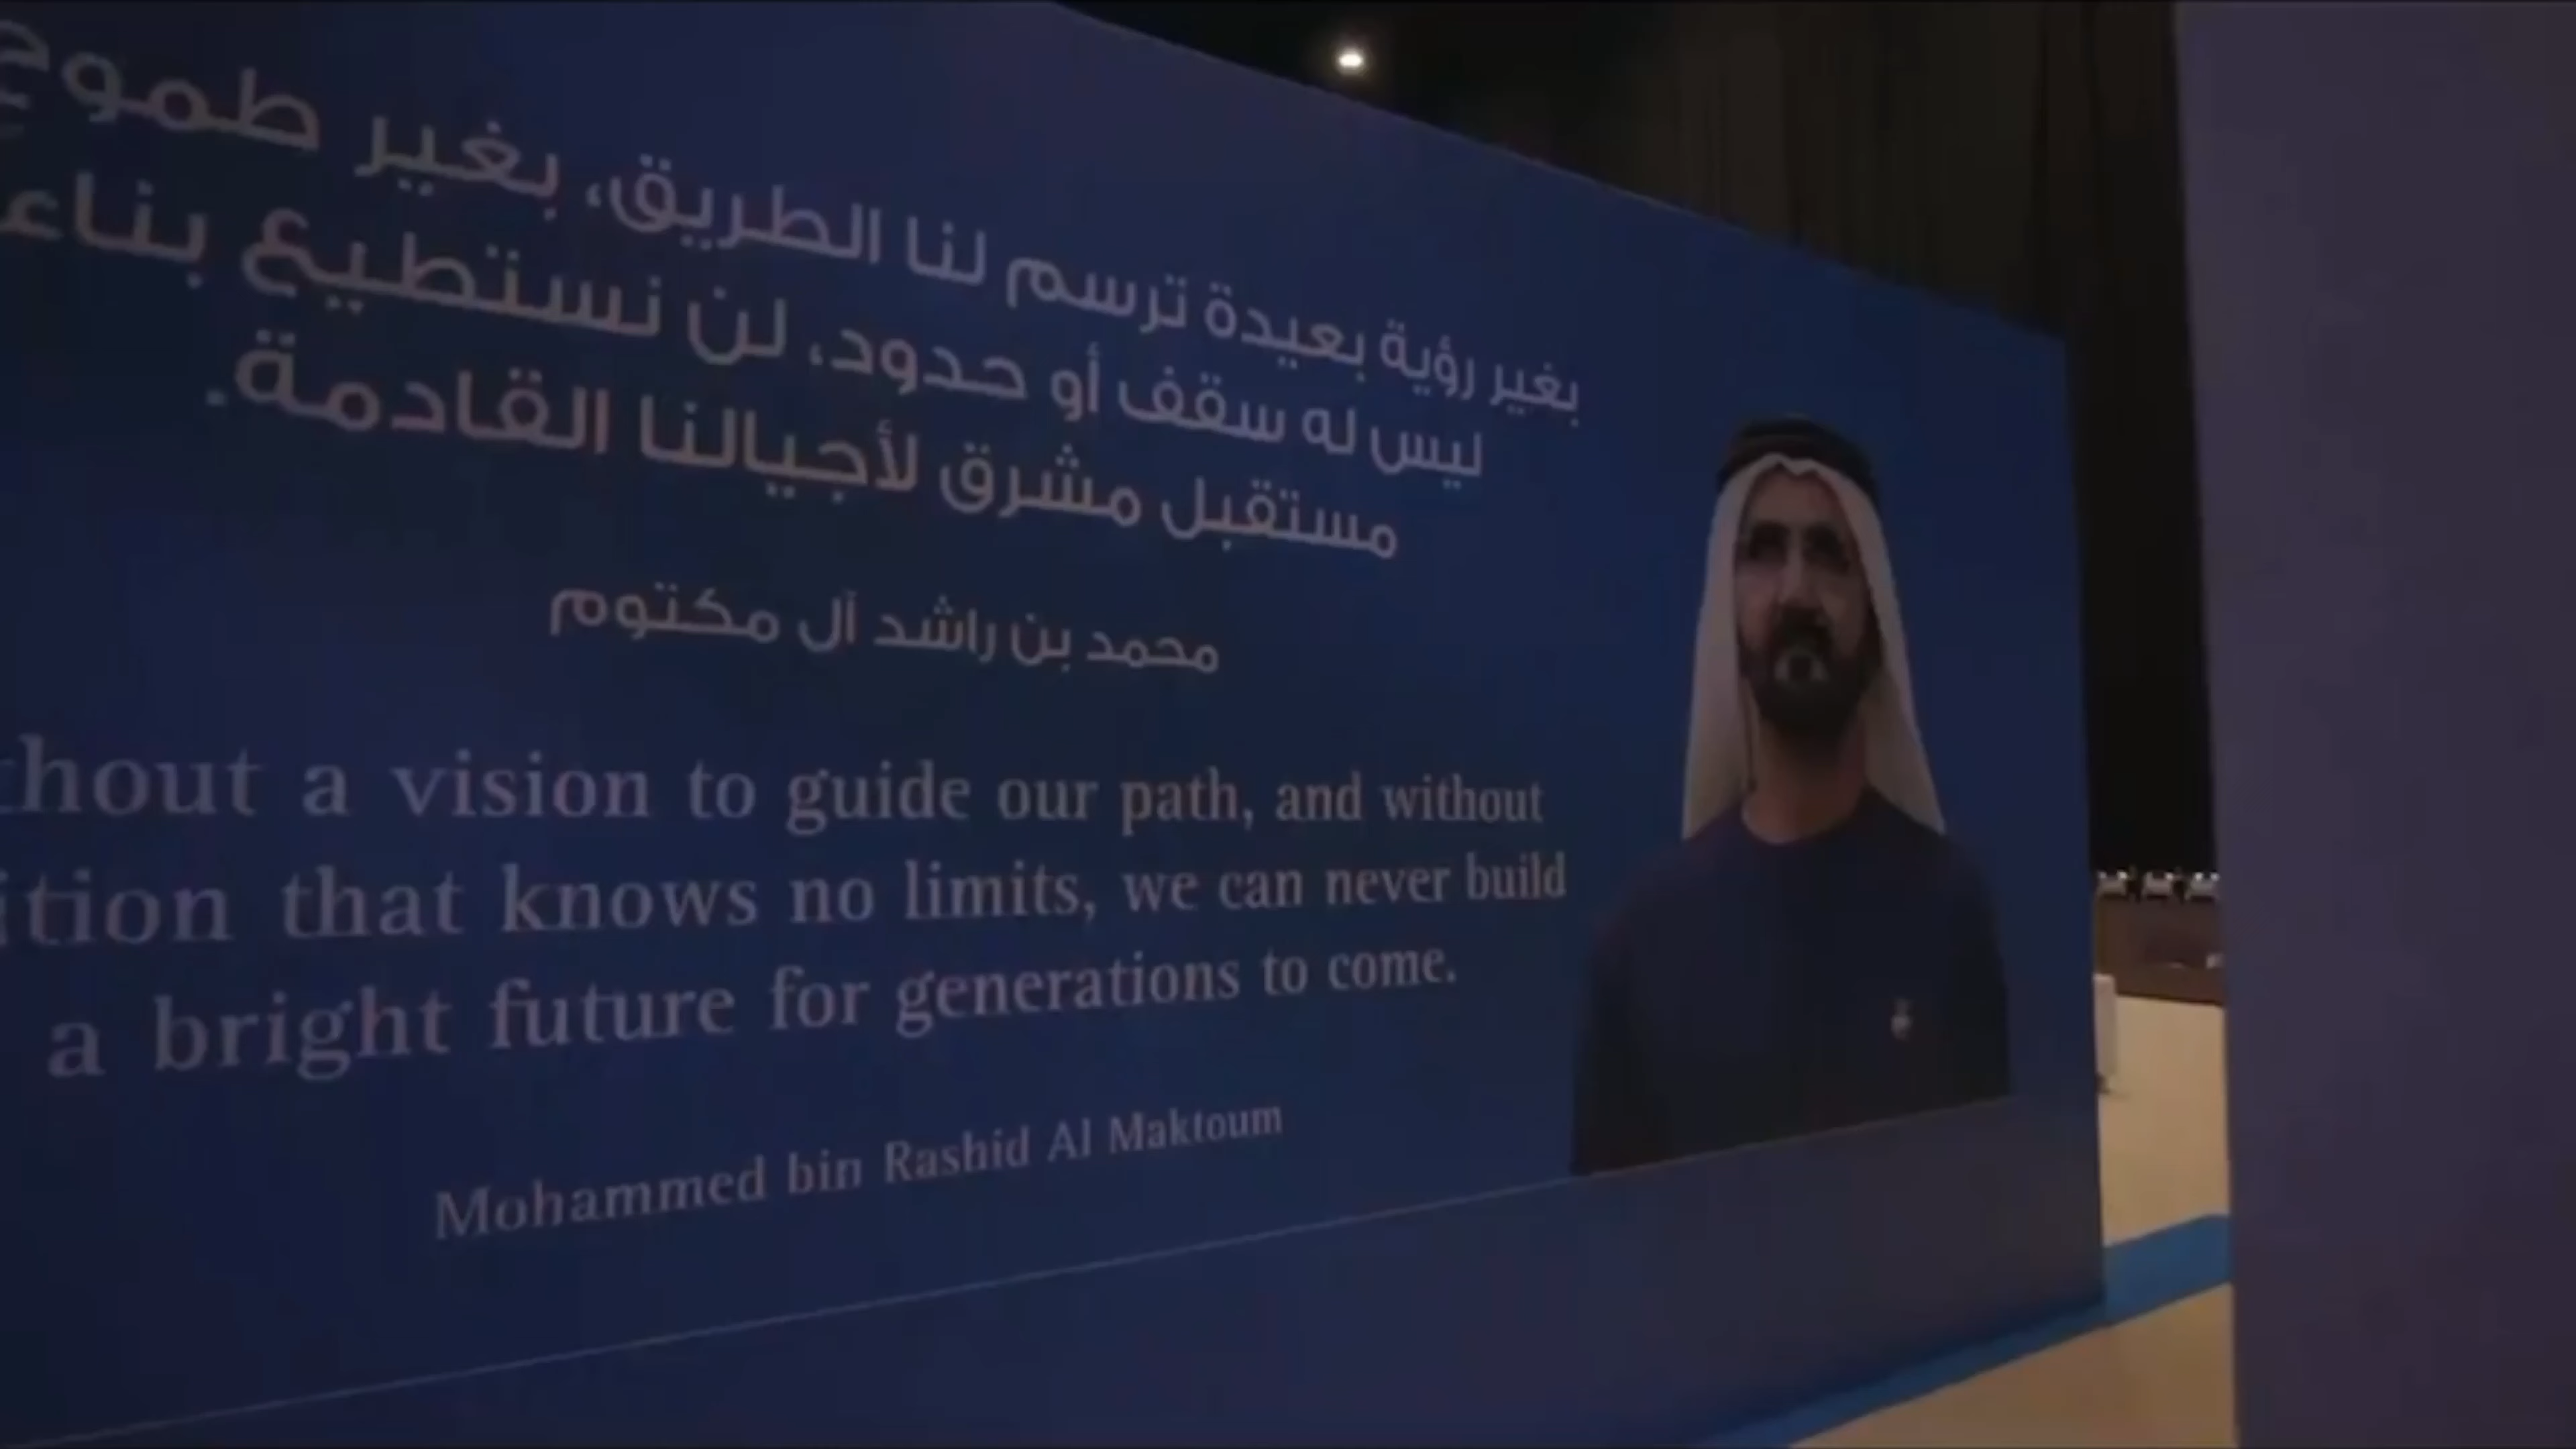 بغير رؤية بعيدة ترسم لنا الطريق، بغير طموح
ليس له سقف أو حدود، لن نستطيع بناء
مستقبل مشرق لأجيالنا القادمة.
محمد بن راشد آل مكتوم
thout a vision to guide our path, and without
ition that knows no limits, we can never build
a bright future for generations to come.
Mohammed bin Rashid Al Maktoum